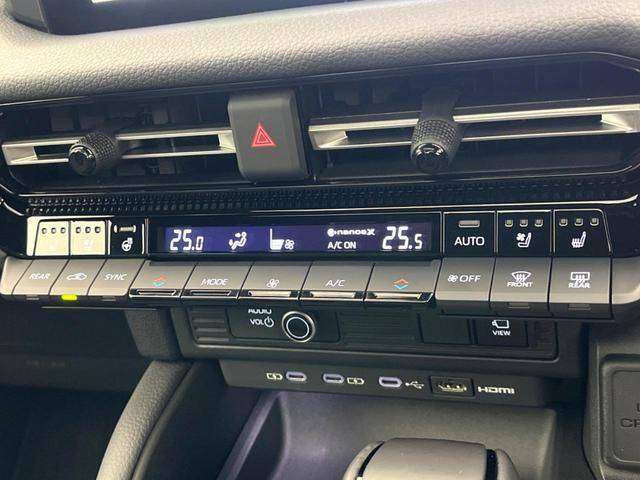 25.0 nanoeX A/C ON 25.5
AUTO
REAR SYNC MODE A/C OFF FRONT REAR
AUDIO
VOL
VIEW
HDMI